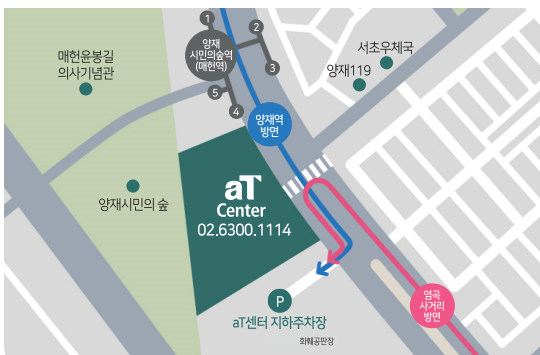 1
2
양재
시민의숲역
(매헌역)
3
5
4
매헌윤봉길
의사기념관
서초우체국
양재119
양재역
방면
양재시민의 숲
aT
Center
02.6300.1114
P
aT센터 지하주차장
화훼공판장
염곡
사거리
방면